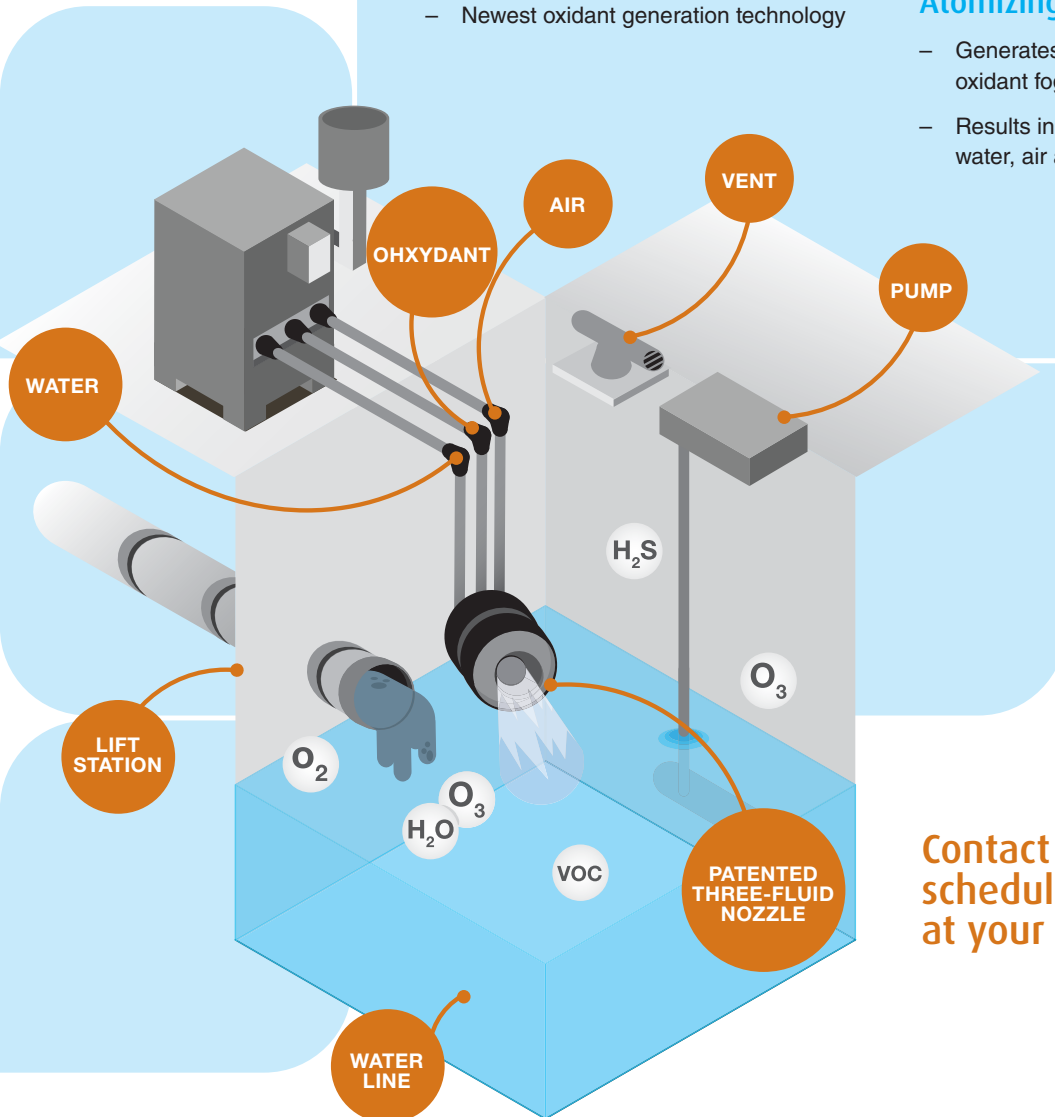 – Newest oxidant generation technology
Atomizing
– Generates
oxidant fog
– Results in
water, air
VENT
AIR
OHXYDANT
PUMP
WATER
H₂S
O₃
LIFT
STATION
O₂
O₃
H₂O
VOC
PATENTED
THREE-FLUID
NOZZLE
Contact
schedul
at your
WATER
LINE